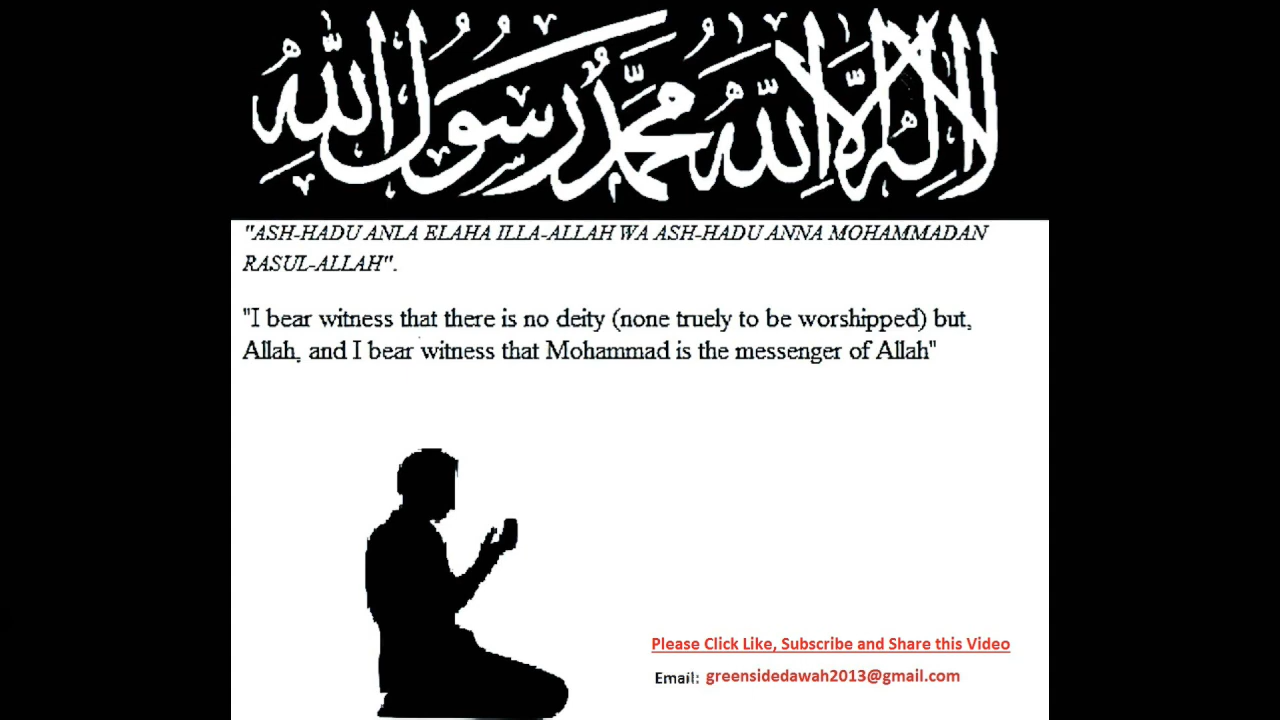 لا إله إلا الله محمد رسول الله
"ASH-HADU ANLA ELAHA ILLA-ALLAH WA ASH-HADU ANNA MOHAMMADAN
RASUL-ALLAH".
"I bear witness that there is no deity (none truely to be worshipped) but,
Allah, and I bear witness that Mohammad is the messenger of Allah"
Please Click Like, Subscribe and Share this Video
Email: greensidedawah2013@gmail.com